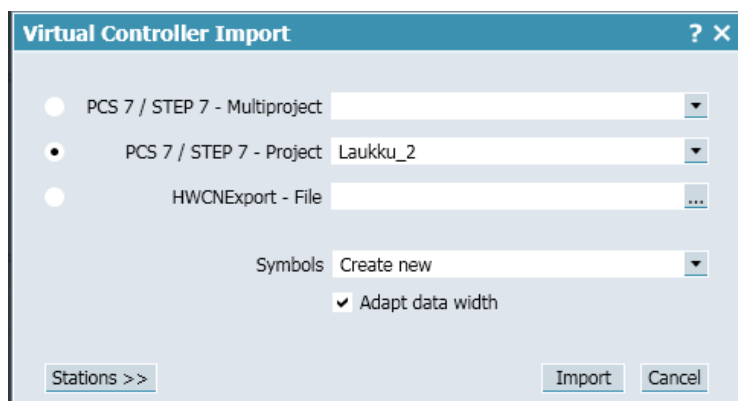 Virtual Controller Import ? ×
PCS 7 / STEP 7 - Multiproject
PCS 7 / STEP 7 - Project Laukku_2
HWCNExport - File ...
Symbols Create new
Adapt data width
Stations >> Import Cancel